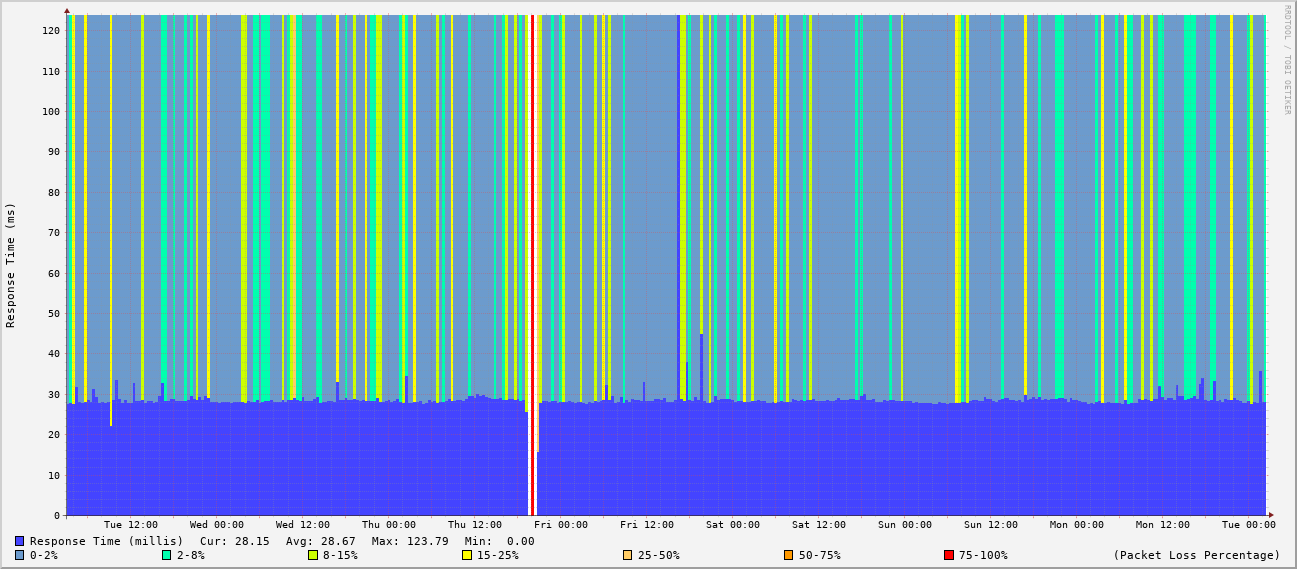 RRDTOOL / TOBI OETIKER
Response Time (ms)
120
110
100
90
80
70
60
50
40
30
20
10
0
Tue 12:00 Wed 00:00 Wed 12:00 Thu 00:00 Thu 12:00 Fri 00:00 Fri 12:00 Sat 00:00 Sat 12:00 Sun 00:00 Sun 12:00 Mon 00:00 Mon 12:00 Tue 00:00
Response Time (millis) Cur: 28.15 Avg: 28.67 Max: 123.79 Min: 0.00
0-2% 2-8% 8-15% 15-25% 25-50% 50-75% 75-100% (Packet Loss Percentage)